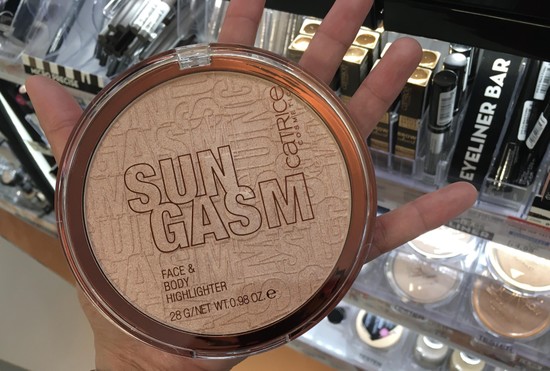 CATRICE
COSMETICS
SUN
GASM
FACE &
BODY
HIGHLIGHTER
28 G/NET WT. 0.98 OZ. e
EYELINER BAR